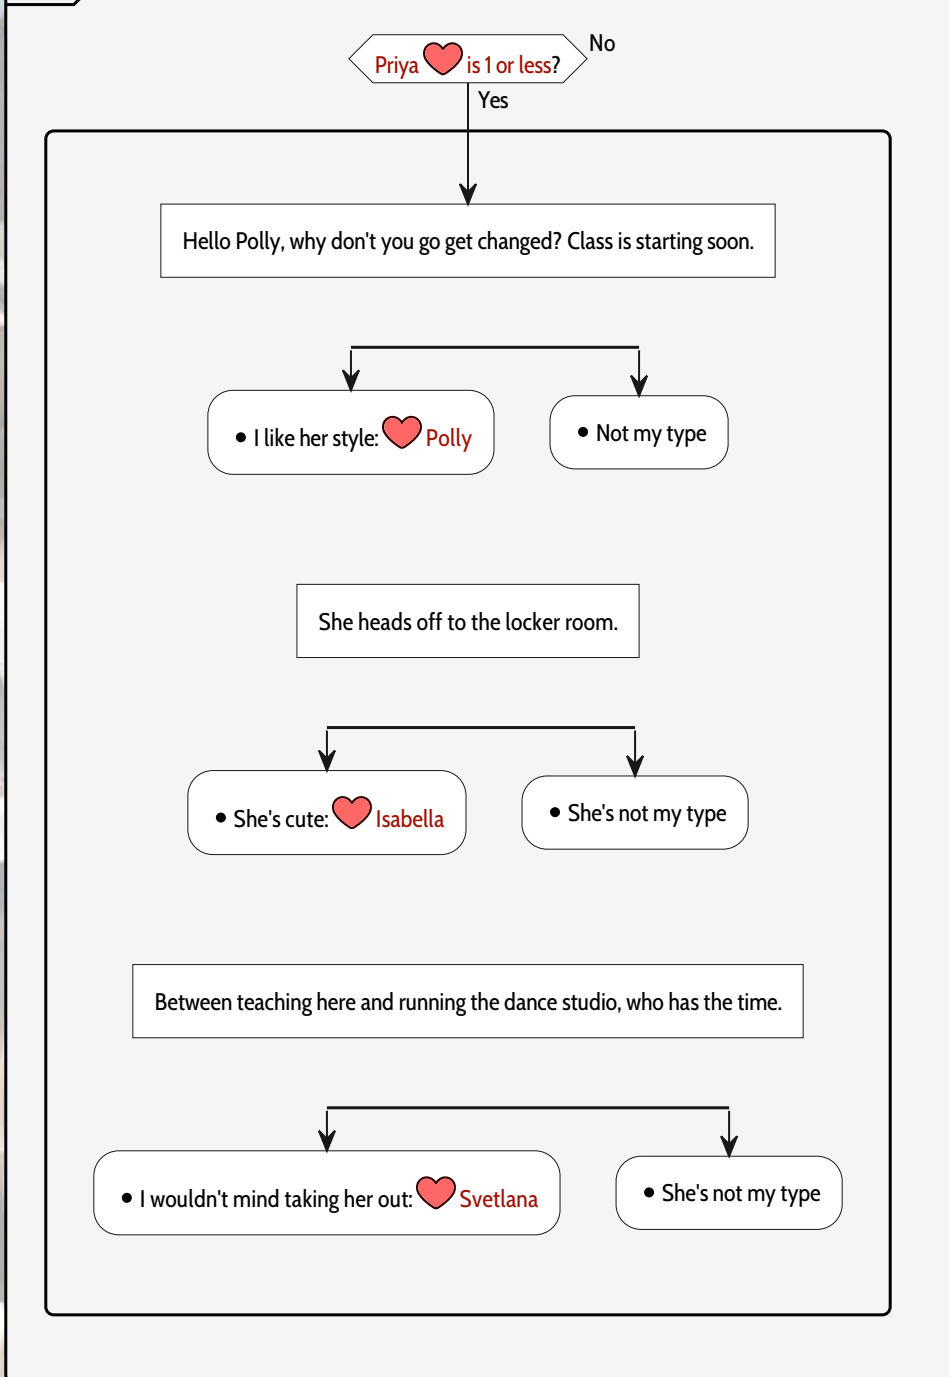 No
Priya is 1 or less?
Yes
Hello Polly, why don't you go get changed? Class is starting soon.
• I like her style: Polly
• Not my type
She heads off to the locker room.
• She's cute: Isabella
• She's not my type
Between teaching here and running the dance studio, who has the time.
• I wouldn't mind taking her out: Svetlana
• She's not my type